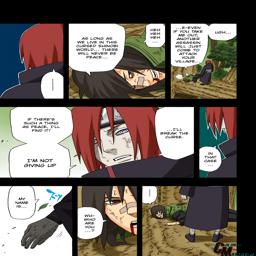 UGH...
...E-EVEN
IF YOU TAKE
ME OUT,
ANOTHER
ASSASSIN
WILL JUST
COME TO
ATTACK
YOUR
VILLAGE.
HEH
HEH
HEH
AS LONG AS
WE LIVE IN THIS
CURSED SHINOBI
WORLD... THERE
WILL NEVER BE
PEACE...
IN
THAT
CASE
...
...I'LL
BREAK THE
CURSE.
IF THERE'S
SUCH A THING
AS PEACE, I'LL
FIND IT!
I'M NOT
GIVING UP
WH-
WHO
ARE
YOU...
MY
NAME
IS...